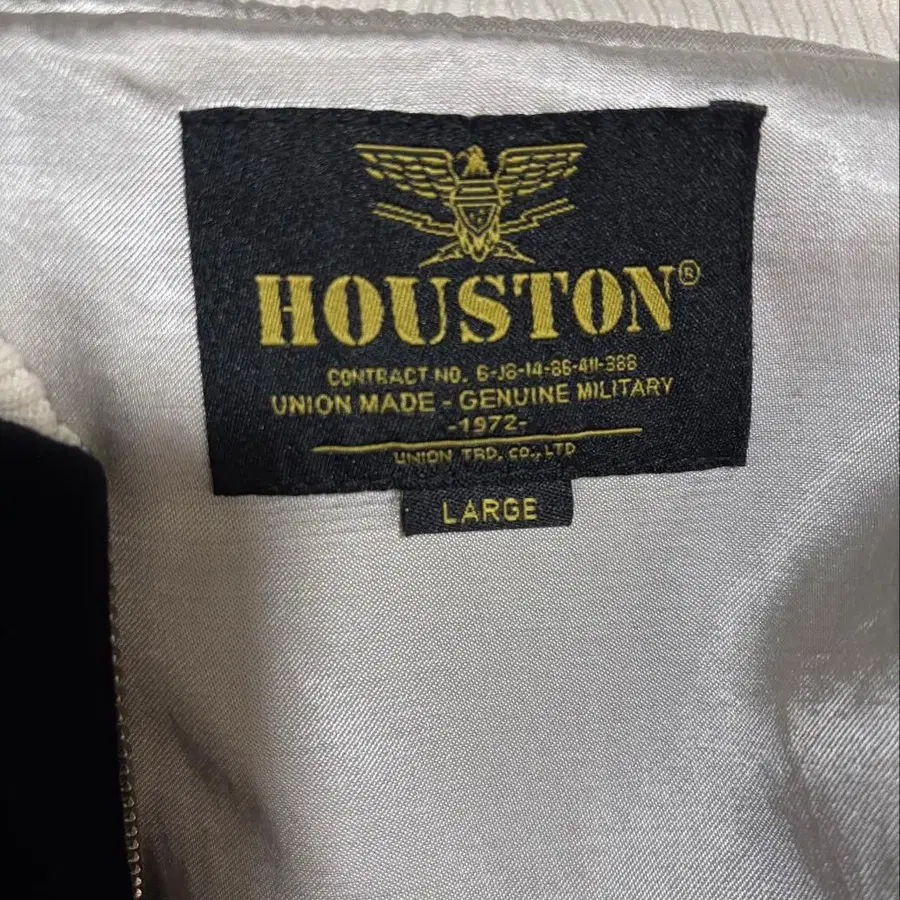 HOUSTON®
CONTRACT NO. 6-J8-14-86-411-388
UNION MADE - GENUINE MILITARY
-1972-
UNION TRD. CO., LTD
LARGE